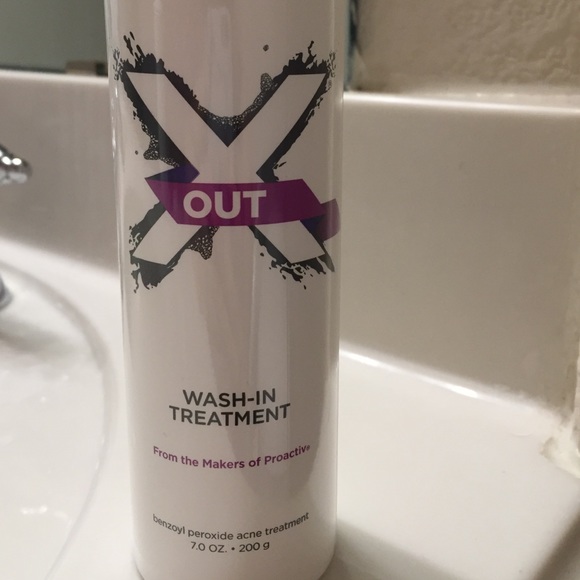 X
OUT
WASH-IN
TREATMENT
From the Makers of Proactiv®
benzoyl peroxide acne treatment
7.0 OZ. • 200 g